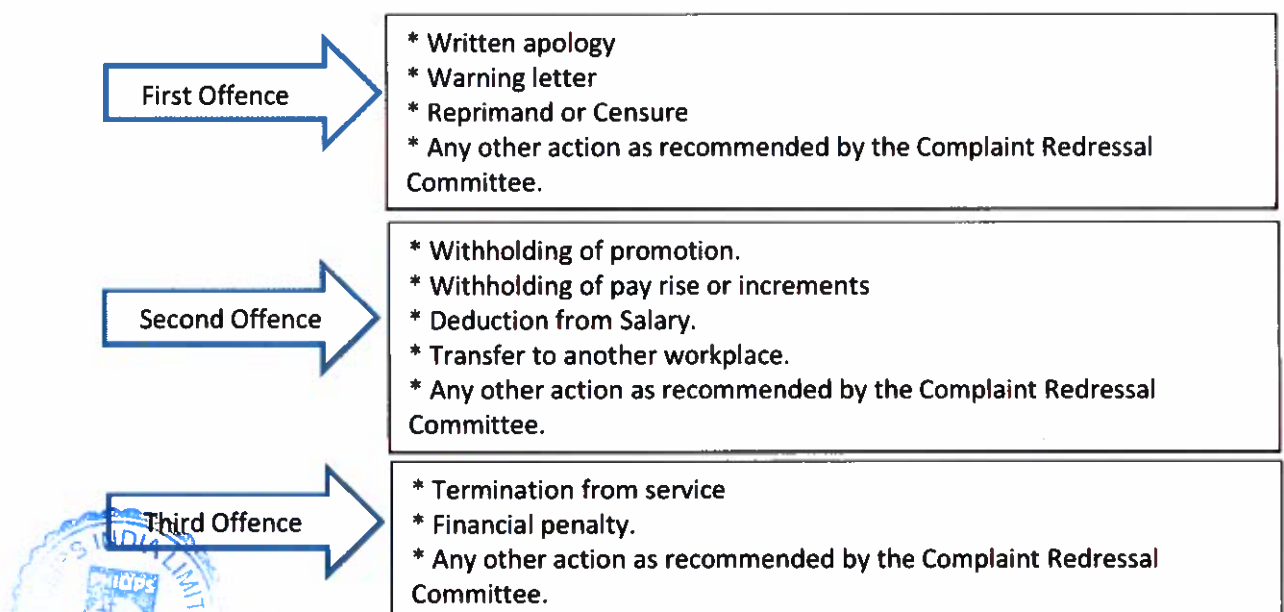 First Offence
* Written apology
* Warning letter
* Reprimand or Censure
* Any other action as recommended by the Complaint Redressal
Committee.
Second Offence
* Withholding of promotion.
* Withholding of pay rise or increments
* Deduction from Salary.
* Transfer to another workplace.
* Any other action as recommended by the Complaint Redressal
Committee.
Third Offence
* Termination from service
* Financial penalty.
* Any other action as recommended by the Complaint Redressal
Committee.
INDIA
PHILIPS